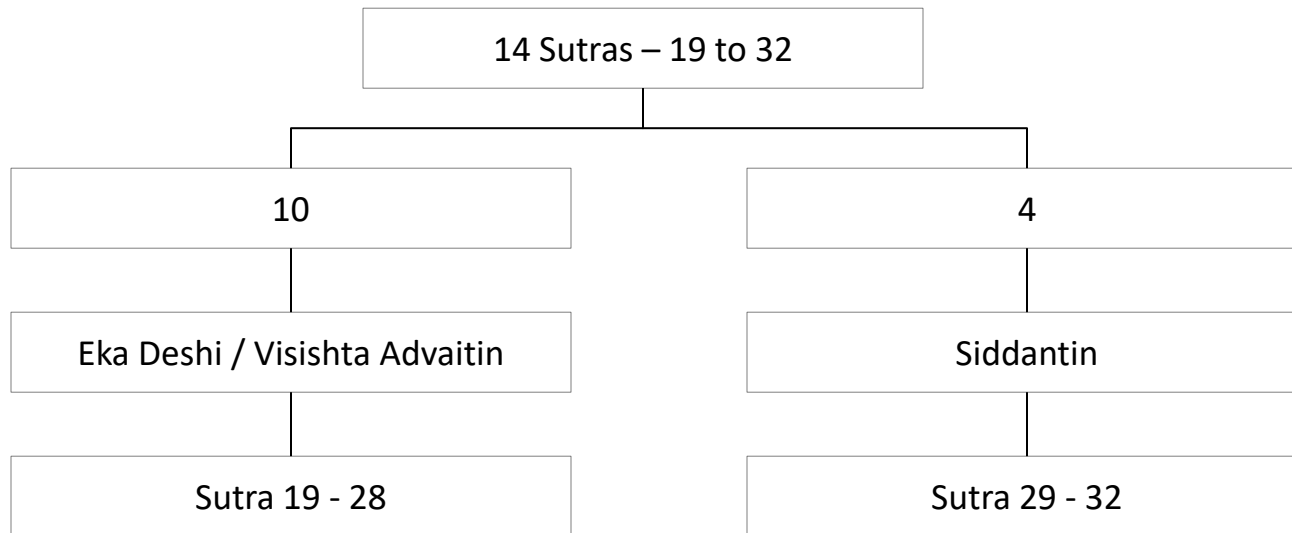 14 Sutras – 19 to 32
10
4
Eka Deshi / Visishta Advaitin
Siddantin
Sutra 19 - 28
Sutra 29 - 32